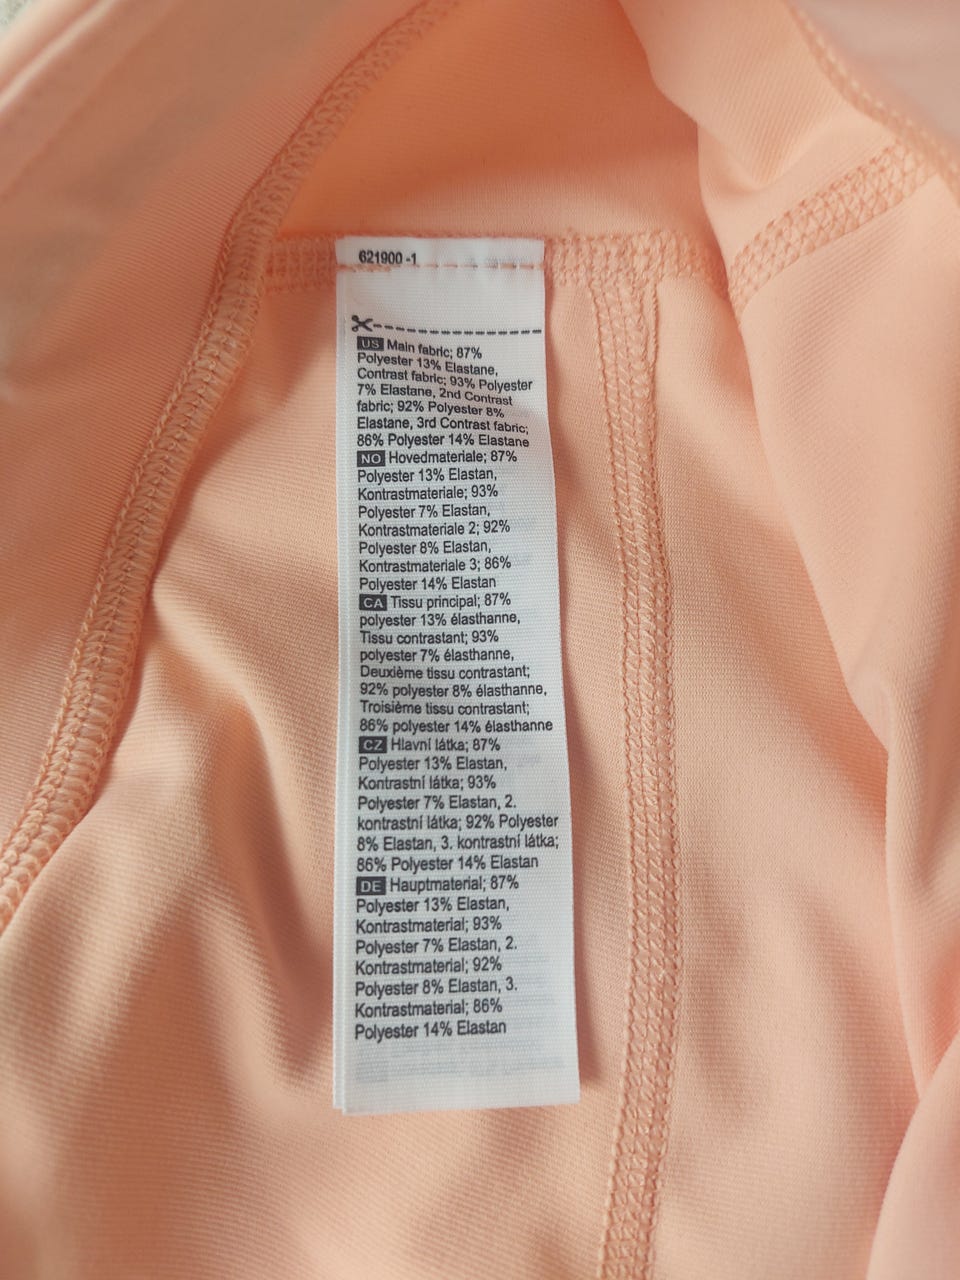 621900 -1
US Main fabric; 87%
Polyester 13% Elastane,
Contrast fabric; 93% Polyester
7% Elastane, 2nd Contrast
fabric; 92% Polyester 8%
Elastane, 3rd Contrast fabric;
86% Polyester 14% Elastane
NO Hovedmateriale; 87%
Polyester 13% Elastan,
Kontrastmateriale; 93%
Polyester 7% Elastan,
Kontrastmateriale 2; 92%
Polyester 8% Elastan,
Kontrastmateriale 3; 86%
Polyester 14% Elastan
CA Tissu principal; 87%
polyester 13% élasthanne,
Tissu contrastant; 93%
polyester 7% élasthanne,
Deuxième tissu contrastant;
92% polyester 8% élasthanne,
Troisième tissu contrastant;
86% polyester 14% élasthanne
CZ Hlavní látka; 87%
Polyester 13% Elastan,
Kontrastní látka; 93%
Polyester 7% Elastan, 2.
kontrastní látka; 92% Polyester
8% Elastan, 3. kontrastní látka;
86% Polyester 14% Elastan
DE Hauptmaterial; 87%
Polyester 13% Elastan,
Kontrastmaterial; 93%
Polyester 7% Elastan, 2.
Kontrastmaterial; 92%
Polyester 8% Elastan, 3.
Kontrastmaterial; 86%
Polyester 14% Elastan